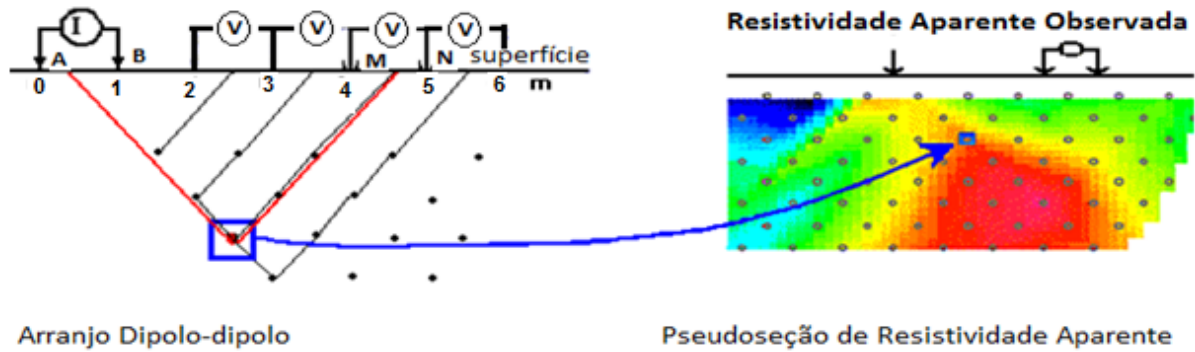 I
A
B
V
V
V
V
M
N
superfície
0
1
2
3
4
5
6
m
Arranjo Dipolo-dipolo
Resistividade Aparente Observada
Pseudoseção de Resistividade Aparente